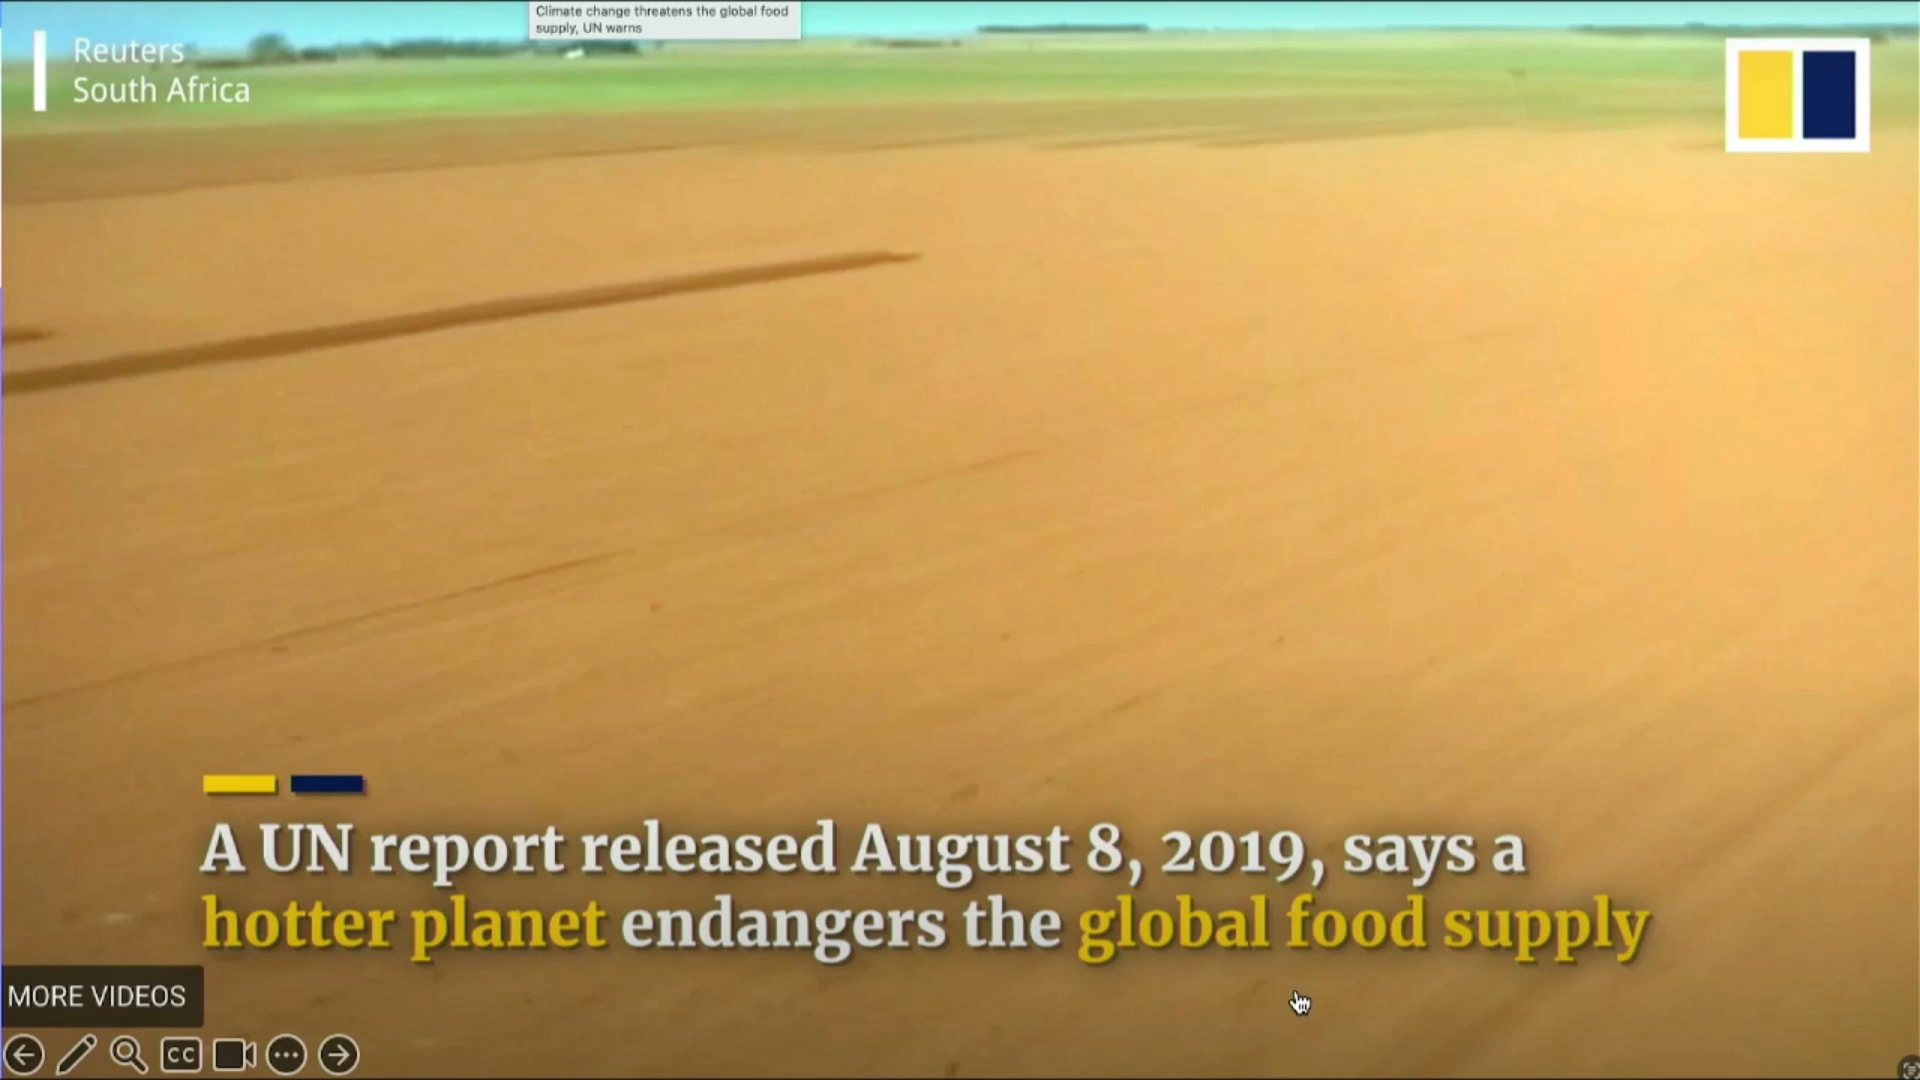 Climate change threatens the global food
supply, UN warns
Reuters
South Africa
A UN report released August 8, 2019, says a
hotter planet endangers the global food supply
MORE VIDEOS
CC